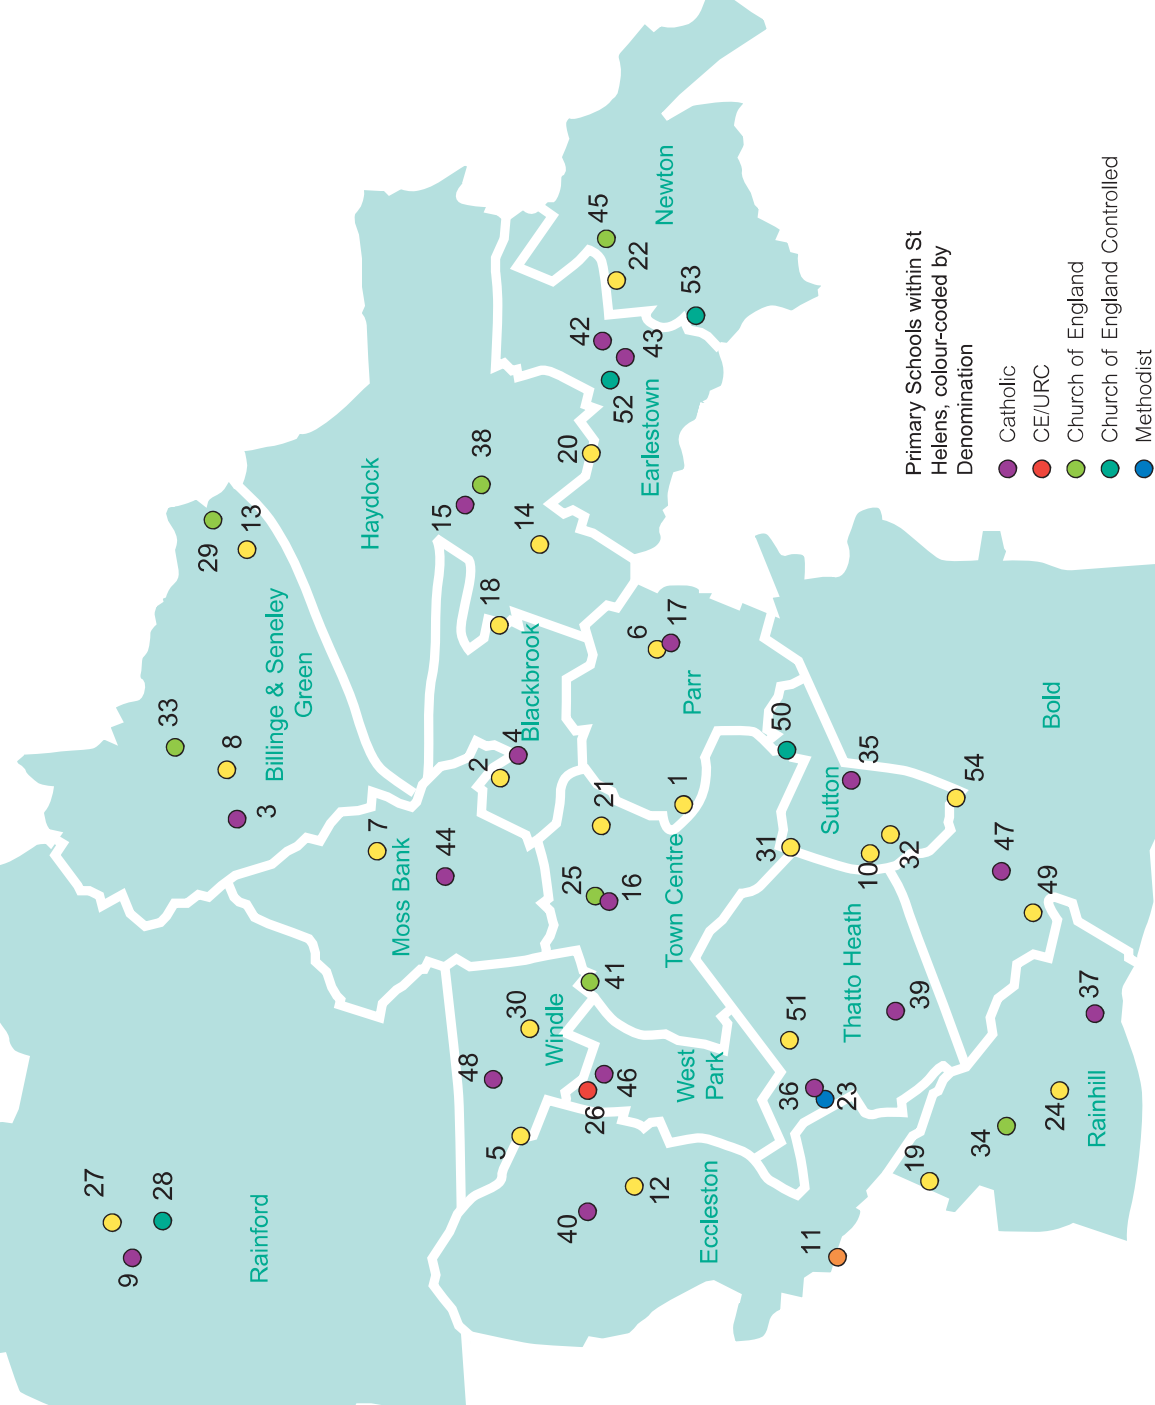 27
9
28
Rainford
33
8
3
29
13
Billinge & Seneley
Green
7
44
Moss Bank
Haydock
15
38
14
18
2
4
Blackbrook
48
30
5
Windle
41
26
46
West
Park
40
12
Eccleston
11
25
16
21
1
Town Centre
6
17
Parr
20
42
43
52
Earlestown
45
22
53
Newton
50
35
Sutton
31
10
32
54
51
36
23
39
Thatto Heath
47
49
Bold
19
34
24
37
Rainhill
Primary Schools within St
Helens, colour-coded by
Denomination
Catholic
CE/URC
Church of England
Church of England Controlled
Methodist